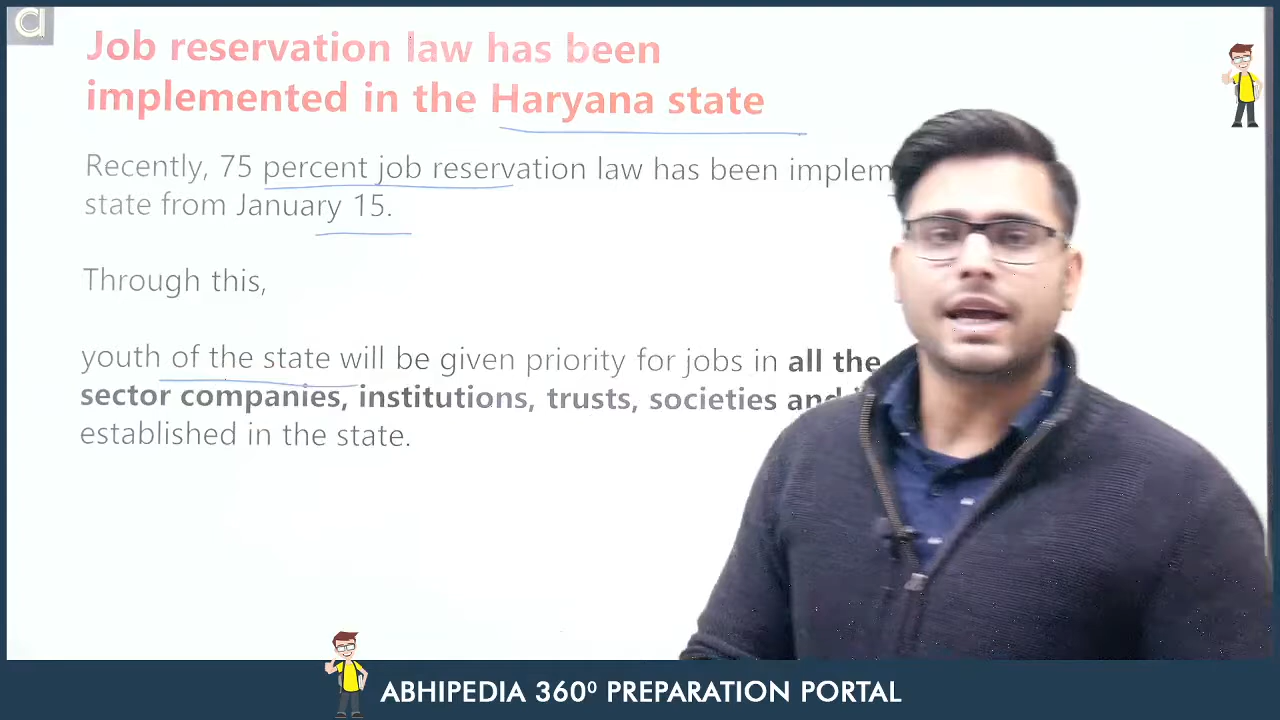 a
Job reservation law has been
implemented in the Haryana state
Recently, 75 percent job reservation law has been implem
state from January 15.
Through this,
youth of the state will be given priority for jobs in all the
sector companies, institutions, trusts, societies and
established in the state.
ABHIPEDIA 360⁰ PREPARATION PORTAL